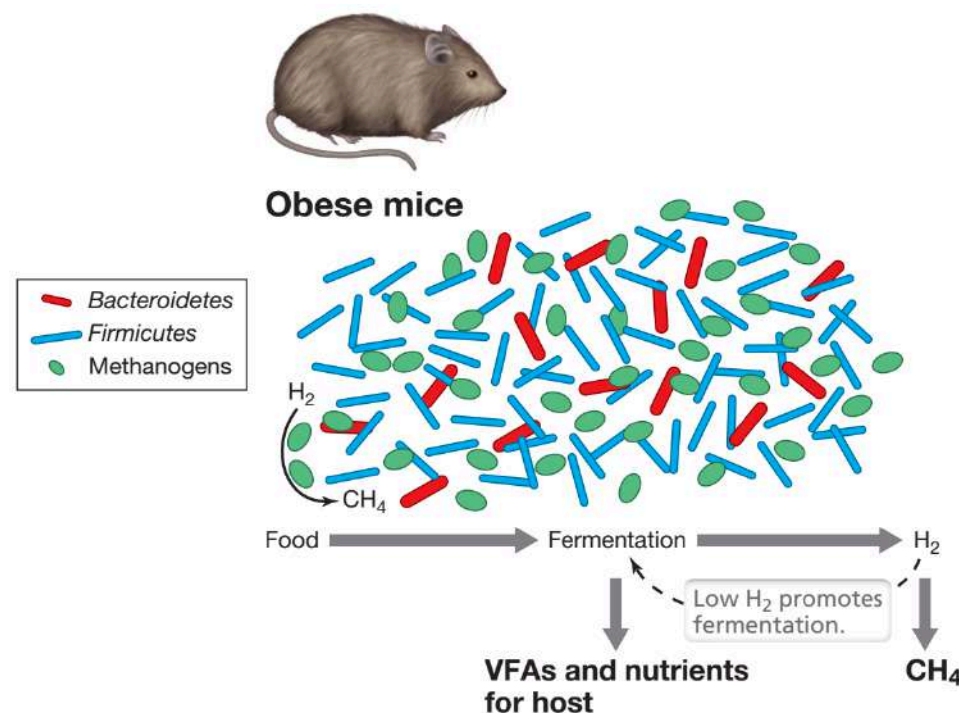 Obese mice
Bacteroidetes
Firmicutes
Methanogens
H₂
CH₄
Food
Fermentation
H₂
Low H₂ promotes
fermentation.
VFAs and nutrients
for host
CH₄